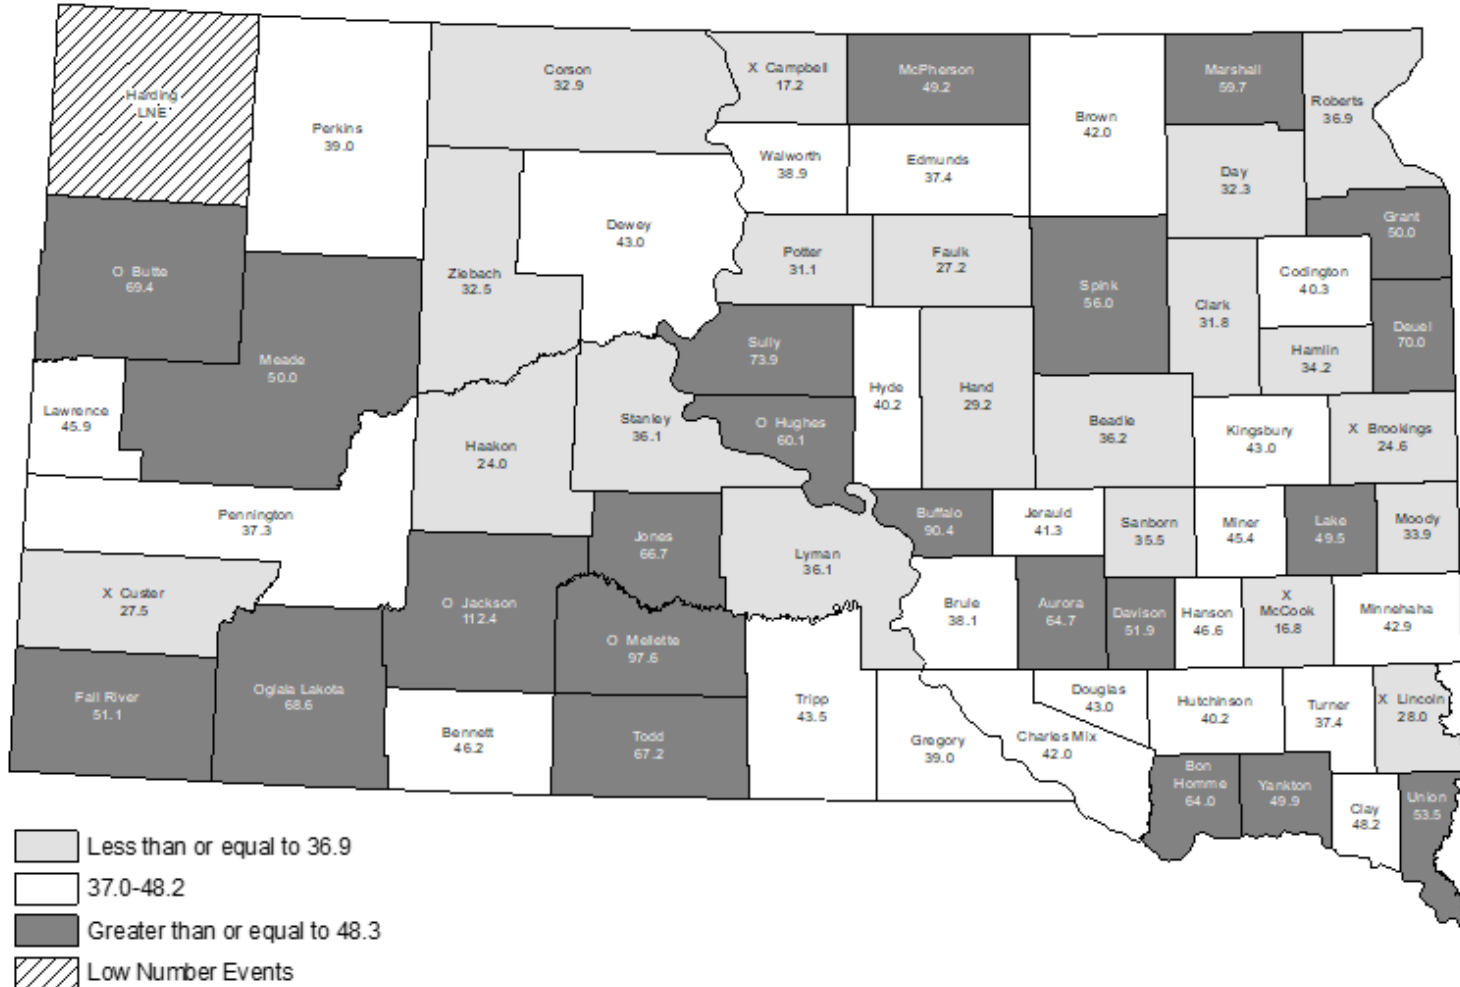 Harding
LNE
Perkins
39.0
Corson
32.9
X Campbell
17.2
McPherson
49.2
Brown
42.0
Marshall
59.7
Roberts
36.9
Walworth
38.9
Edmunds
37.4
Day
32.3
Grant
50.0
O Butte
69.4
Ziebach
32.5
Dewey
43.0
Potter
31.1
Faulk
27.2
Spink
56.0
Clark
31.8
Codington
40.3
Hamlin
34.2
Deuel
70.0
Meade
50.0
Sully
73.9
Hyde
40.2
Hand
29.2
Lawrence
45.9
Haakon
24.0
Stanley
36.1
O Hughes
60.1
Beadle
36.2
Kingsbury
43.0
X Brookings
24.6
Pennington
37.3
Jones
66.7
Lyman
36.1
Buffalo
90.4
Jerauld
41.3
Sanborn
35.5
Miner
45.4
Lake
49.5
Moody
33.9
X Custer
27.5
O Jackson
112.4
O Mellette
97.6
Brule
38.1
Aurora
64.7
Davison
51.9
Hanson
46.6
X
McCook
16.8
Minnehaha
42.9
Fall River
51.1
Oglala Lakota
68.6
Bennett
46.2
Todd
67.2
Tripp
43.5
Gregory
39.0
Charles Mix
42.0
Douglas
43.0
Hutchinson
40.2
Turner
37.4
X Lincoln
28.0
Bon
Homme
64.0
Yankton
49.9
Clay
48.2
Union
53.5
Less than or equal to 36.9
37.0-48.2
Greater than or equal to 48.3
Low Number Events